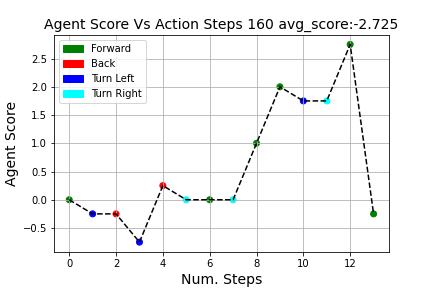 Agent Score Vs Action Steps 160 avg_score:-2.725
Forward
Back
Turn Left
Turn Right
Agent Score
2.5
2.0
1.5
1.0
0.5
0.0
−0.5
0 2 4 6 8 10 12
Num. Steps